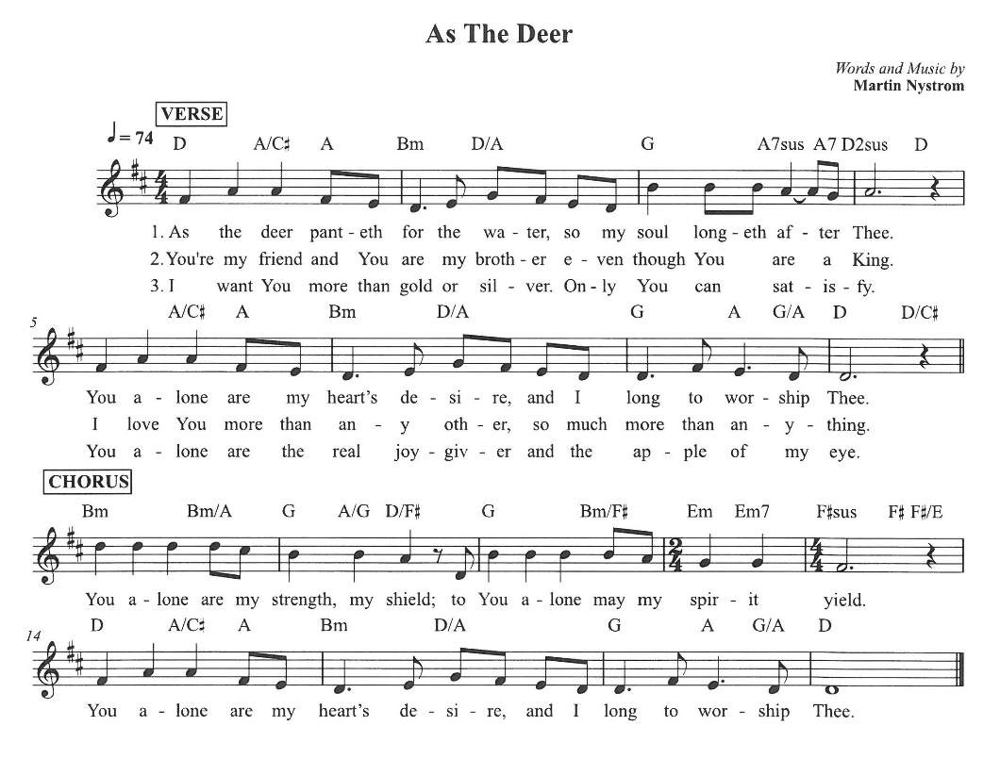 As The Deer
Words and Music by
Martin Nystrom
VERSE
♩= 74
D A/C♯ A Bm D/A G A7sus A7 D2sus D
4 4
1. As the deer pant - eth for the wa - ter, so my soul long - eth af - ter Thee.
2. You're my friend and You are my broth - er e - ven though You are a King.
3. I want You more than gold or sil - ver. On - ly You can sat - is - fy.
A/C♯ A Bm D/A G A G/A D D/C♯
5
You a - lone are my heart's de - si - re, and I long to wor - ship Thee.
I love You more than an - y oth - er, so much more than an - y - thing.
You a - lone are the real joy - giv - er and the ap - ple of my eye.
CHORUS
Bm Bm/A G A/G D/F♯ G Bm/F♯ Em Em7 F♯sus F♯ F♯/E
2 4 4 4
You a - lone are my strength, my shield; to You a - lone may my spir - it yield.
D A/C♯ A Bm D/A G A G/A D
14
You a - lone are my heart's de - si - re, and I long to wor - ship Thee.